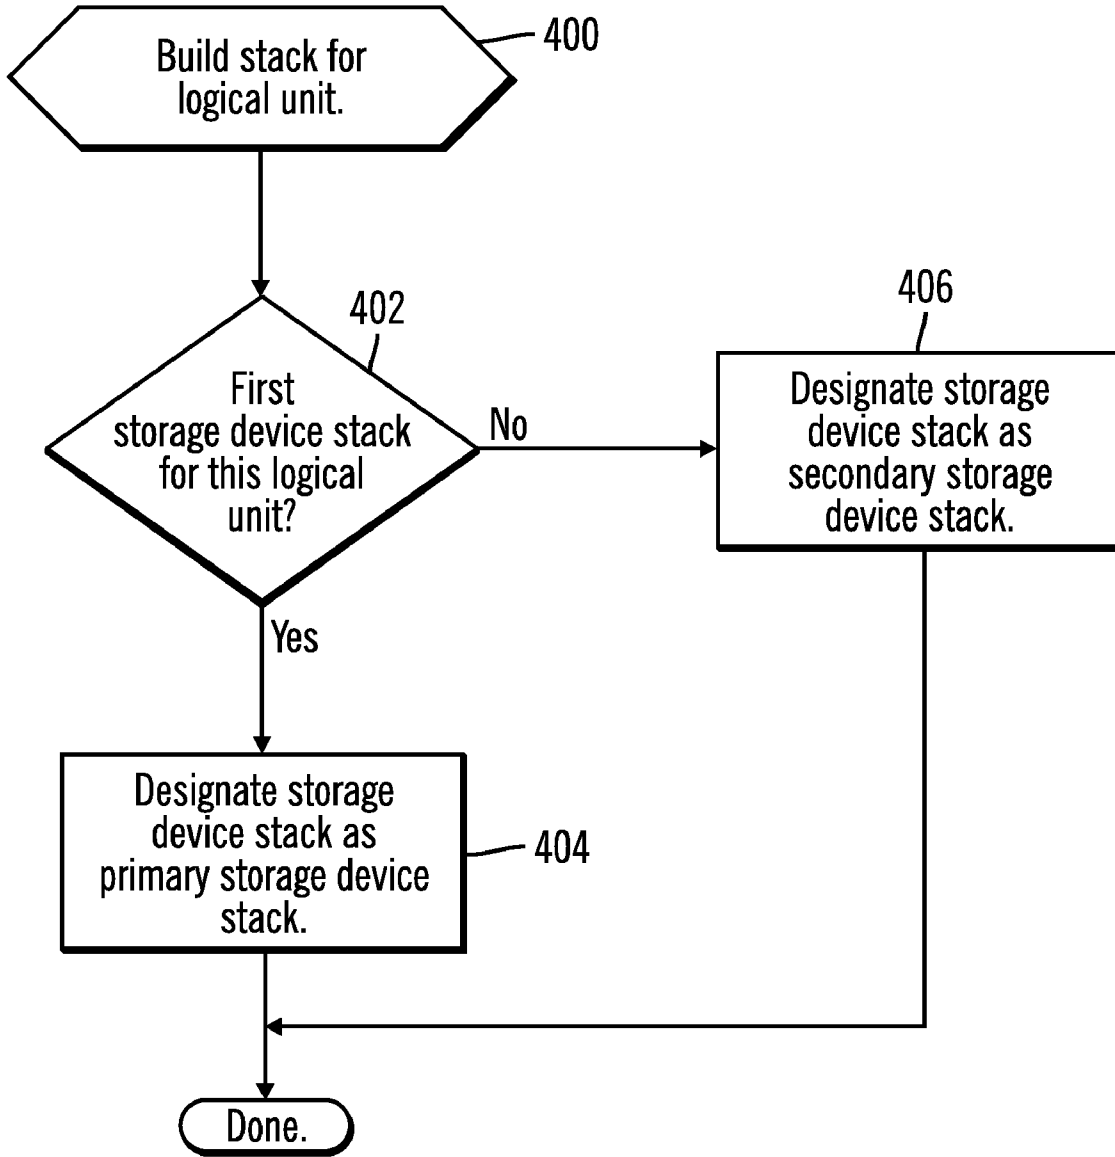 Build stack for
logical unit.
400
402
First
storage device stack
for this logical
unit?
No
406
Designate storage
device stack as
secondary storage
device stack.
Yes
Designate storage
device stack as
primary storage device
stack.
404
Done.